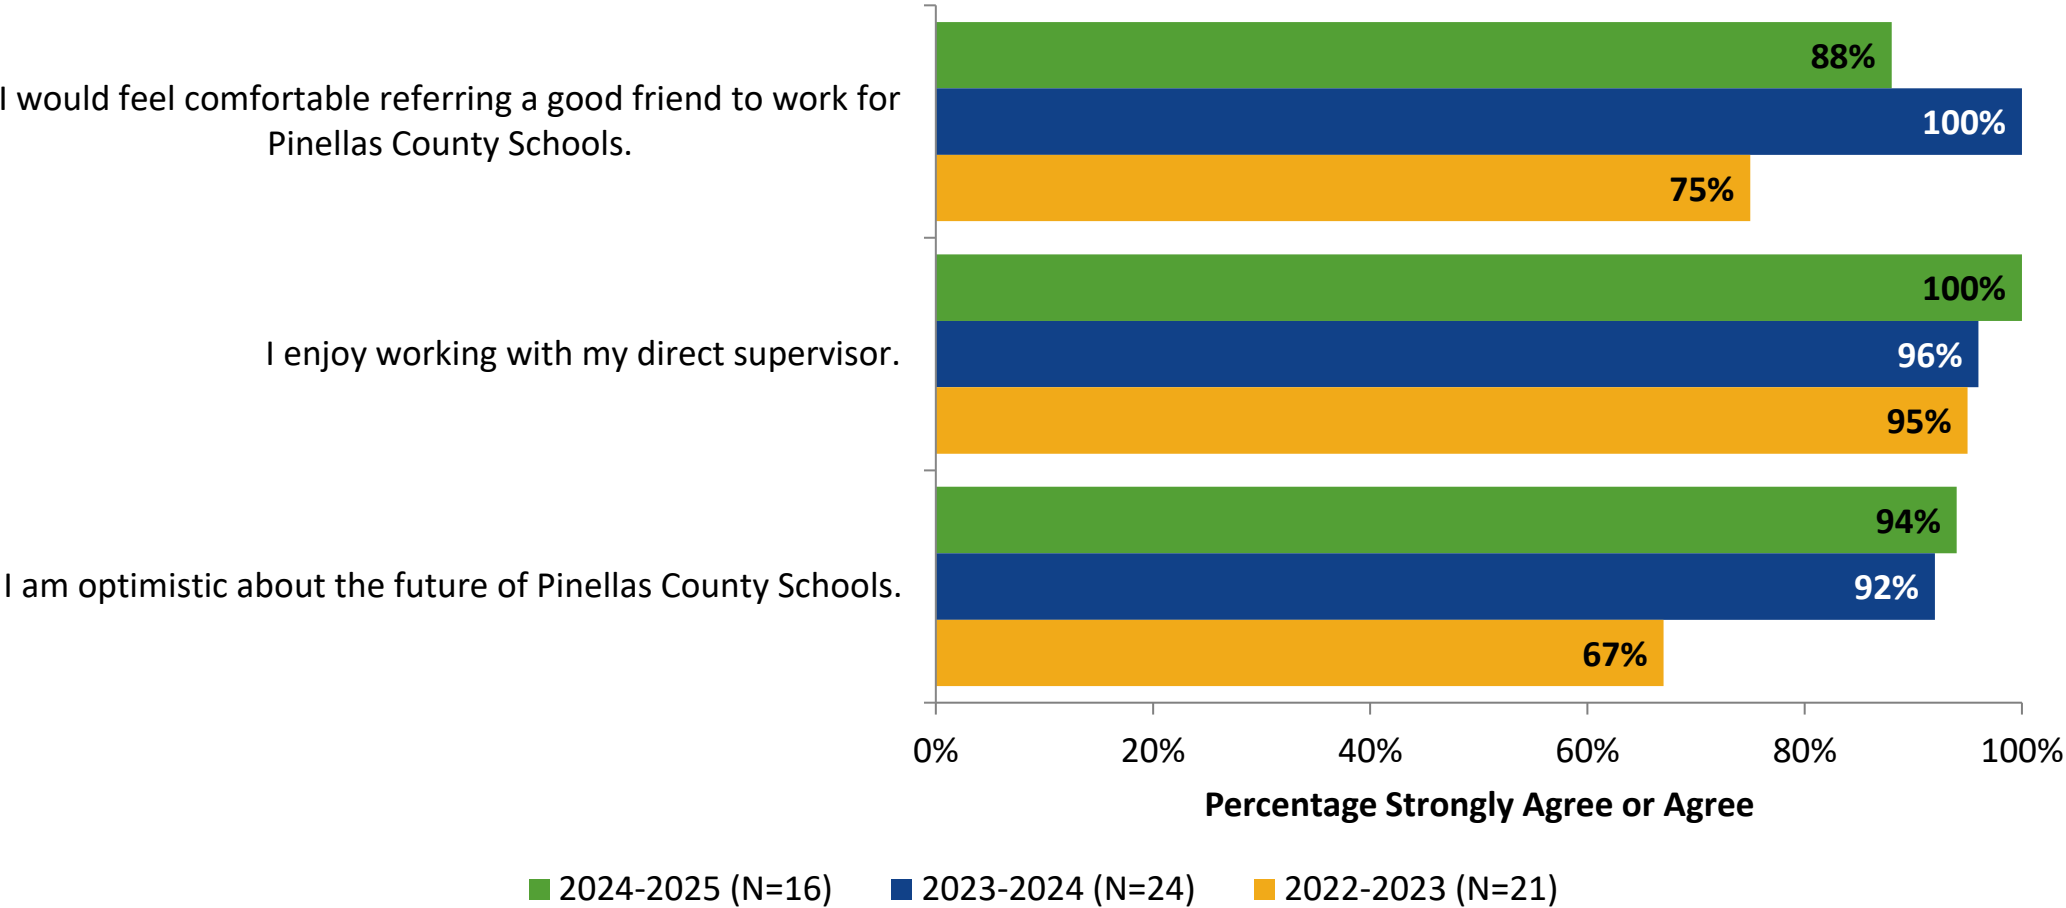 I would feel comfortable referring a good friend to work for
Pinellas County Schools.
88%
100%
75%
I enjoy working with my direct supervisor.
100%
96%
95%
I am optimistic about the future of Pinellas County Schools.
94%
92%
67%
0% 20% 40% 60% 80% 100%
Percentage Strongly Agree or Agree
2024-2025 (N=16) 2023-2024 (N=24) 2022-2023 (N=21)